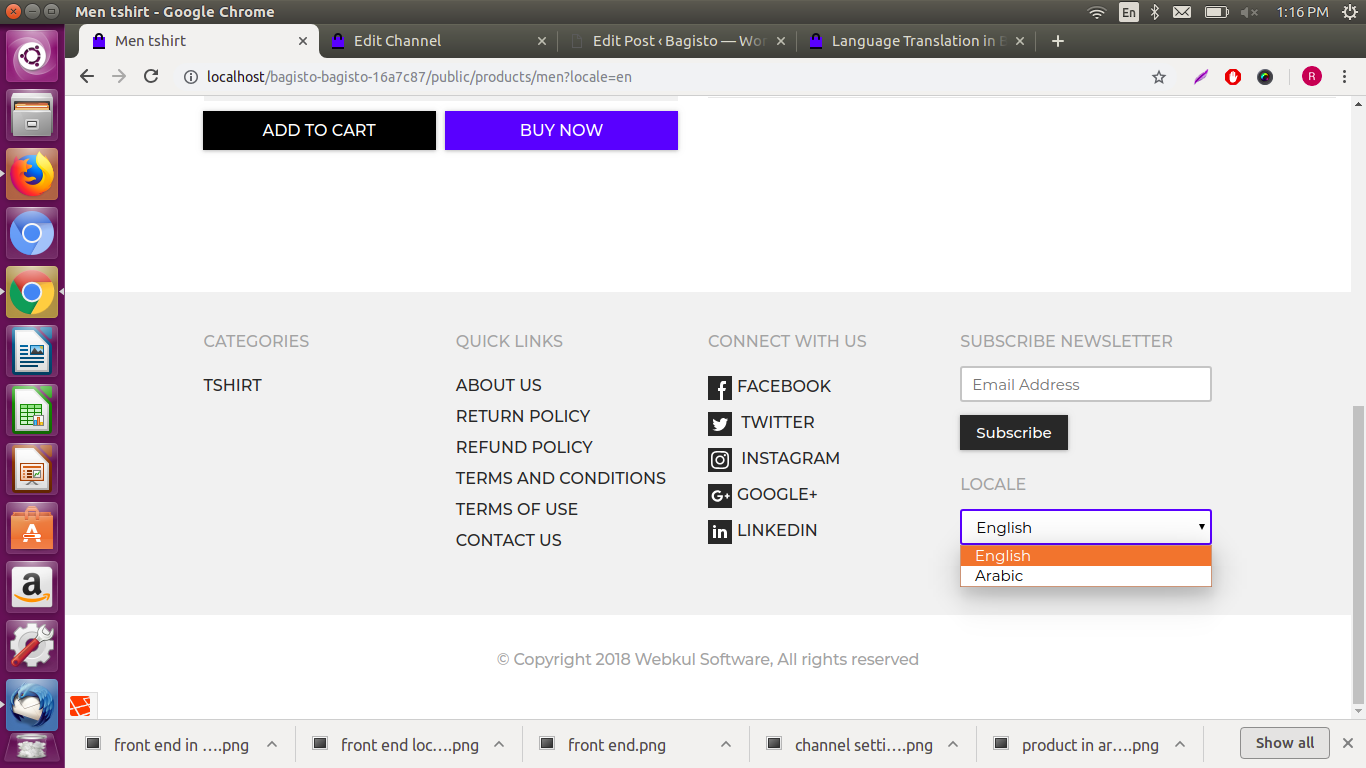 Men tshirt - Google Chrome
En
1:16 PM
Men tshirt
Edit Channel
Edit Post ‹ Bagisto — Wor
Language Translation in B
localhost/bagisto-bagisto-16a7c87/public/products/men?locale=en
R
ADD TO CART
BUY NOW
CATEGORIES
TSHIRT
QUICK LINKS
ABOUT US
RETURN POLICY
REFUND POLICY
TERMS AND CONDITIONS
TERMS OF USE
CONTACT US
CONNECT WITH US
FACEBOOK
TWITTER
INSTAGRAM
GOOGLE+
LINKEDIN
SUBSCRIBE NEWSLETTER
Email Address
Subscribe
LOCALE
English
English
Arabic
© Copyright 2018 Webkul Software, All rights reserved
front end in ....png
front end loc....png
front end.png
channel setti....png
product in ar....png
Show all